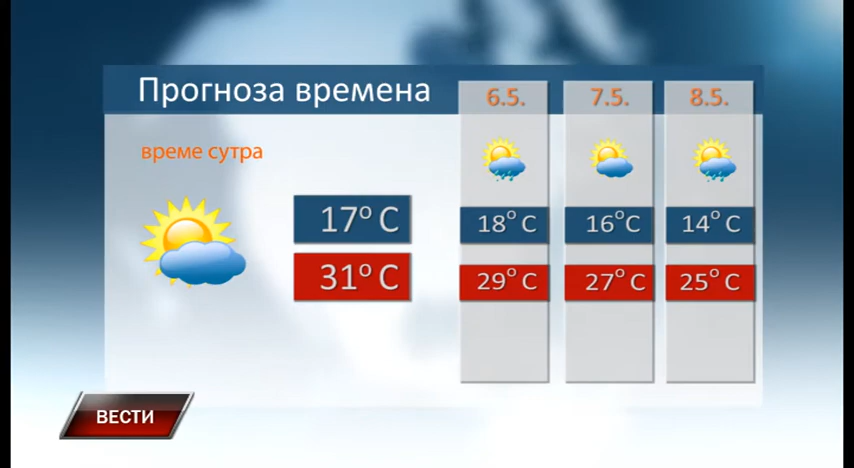 Прогноза времена
време сутра
17° C
31° C
6.5.
18° C
29° C
7.5.
16°C
27° C
8.5.
14° C
25° C
ВЕСТИ